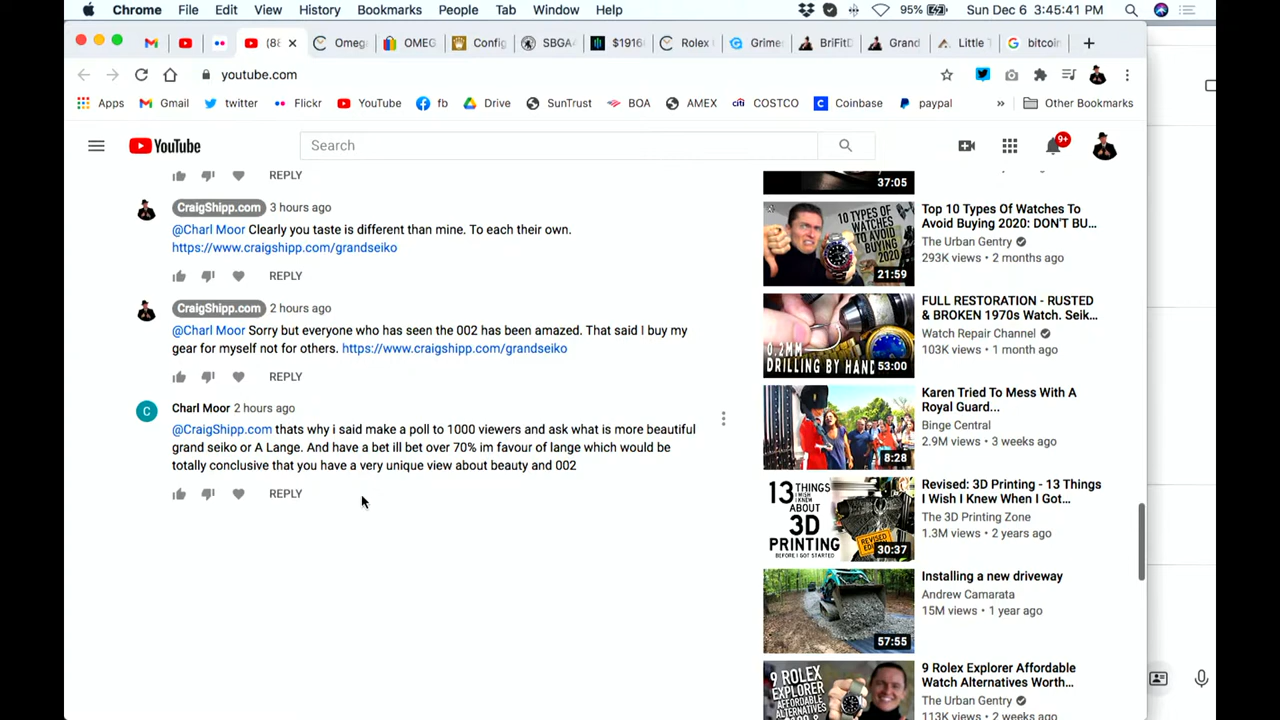 Chrome File Edit View History Bookmarks People Tab Window Help 95% Sun Dec 6 3:45:41 PM
(88 Omeg OMEG Config SBGA $1916 Rolex Grime BriFitD Grand Little T bitcoin
youtube.com
Apps Gmail twitter Flickr YouTube fb Drive SunTrust BOA AMEX COSTCO Coinbase paypal » Other Bookmarks
YouTube Search 9+
REPLY
CraigShipp.com 3 hours ago
@Charl Moor Clearly you taste is different than mine. To each their own.
https://www.craigshipp.com/grandseiko
REPLY
CraigShipp.com 2 hours ago
@Charl Moor Sorry but everyone who has seen the 002 has been amazed. That said I buy my
gear for myself not for others. https://www.craigshipp.com/grandseiko
REPLY
C
Charl Moor 2 hours ago
@CraigShipp.com thats why i said make a poll to 1000 viewers and ask what is more beautiful
grand seiko or A Lange. And have a bet ill bet over 70% im favour of lange which would be
totally conclusive that you have a very unique view about beauty and 002
REPLY
37:05
10 TYPES OF WATCHES TO AVOID BUYING 2020
21:59
Top 10 Types Of Watches To
Avoid Buying 2020: DON'T BU...
The Urban Gentry
293K views • 2 months ago
0.2MM
DRILLING BY HAND
53:00
FULL RESTORATION - RUSTED
& BROKEN 1970s Watch. Seik...
Watch Repair Channel
103K views • 1 month ago
8:28
Karen Tried To Mess With A
Royal Guard...
Binge Central
2.9M views • 3 weeks ago
13 THINGS
I WISH I KNEW
ABOUT
3D
PRINTING
BEFORE I GOT STARTED
REVISED
30:37
Revised: 3D Printing - 13 Things
I Wish I Knew When I Got...
The 3D Printing Zone
1.3M views • 2 years ago
57:55
Installing a new driveway
Andrew Camarata
15M views • 1 year ago
9 ROLEX
EXPLORER
AFFORDABLE
ALTERNATIVES
9 Rolex Explorer Affordable
Watch Alternatives Worth...
The Urban Gentry
113K views • 2 weeks ago